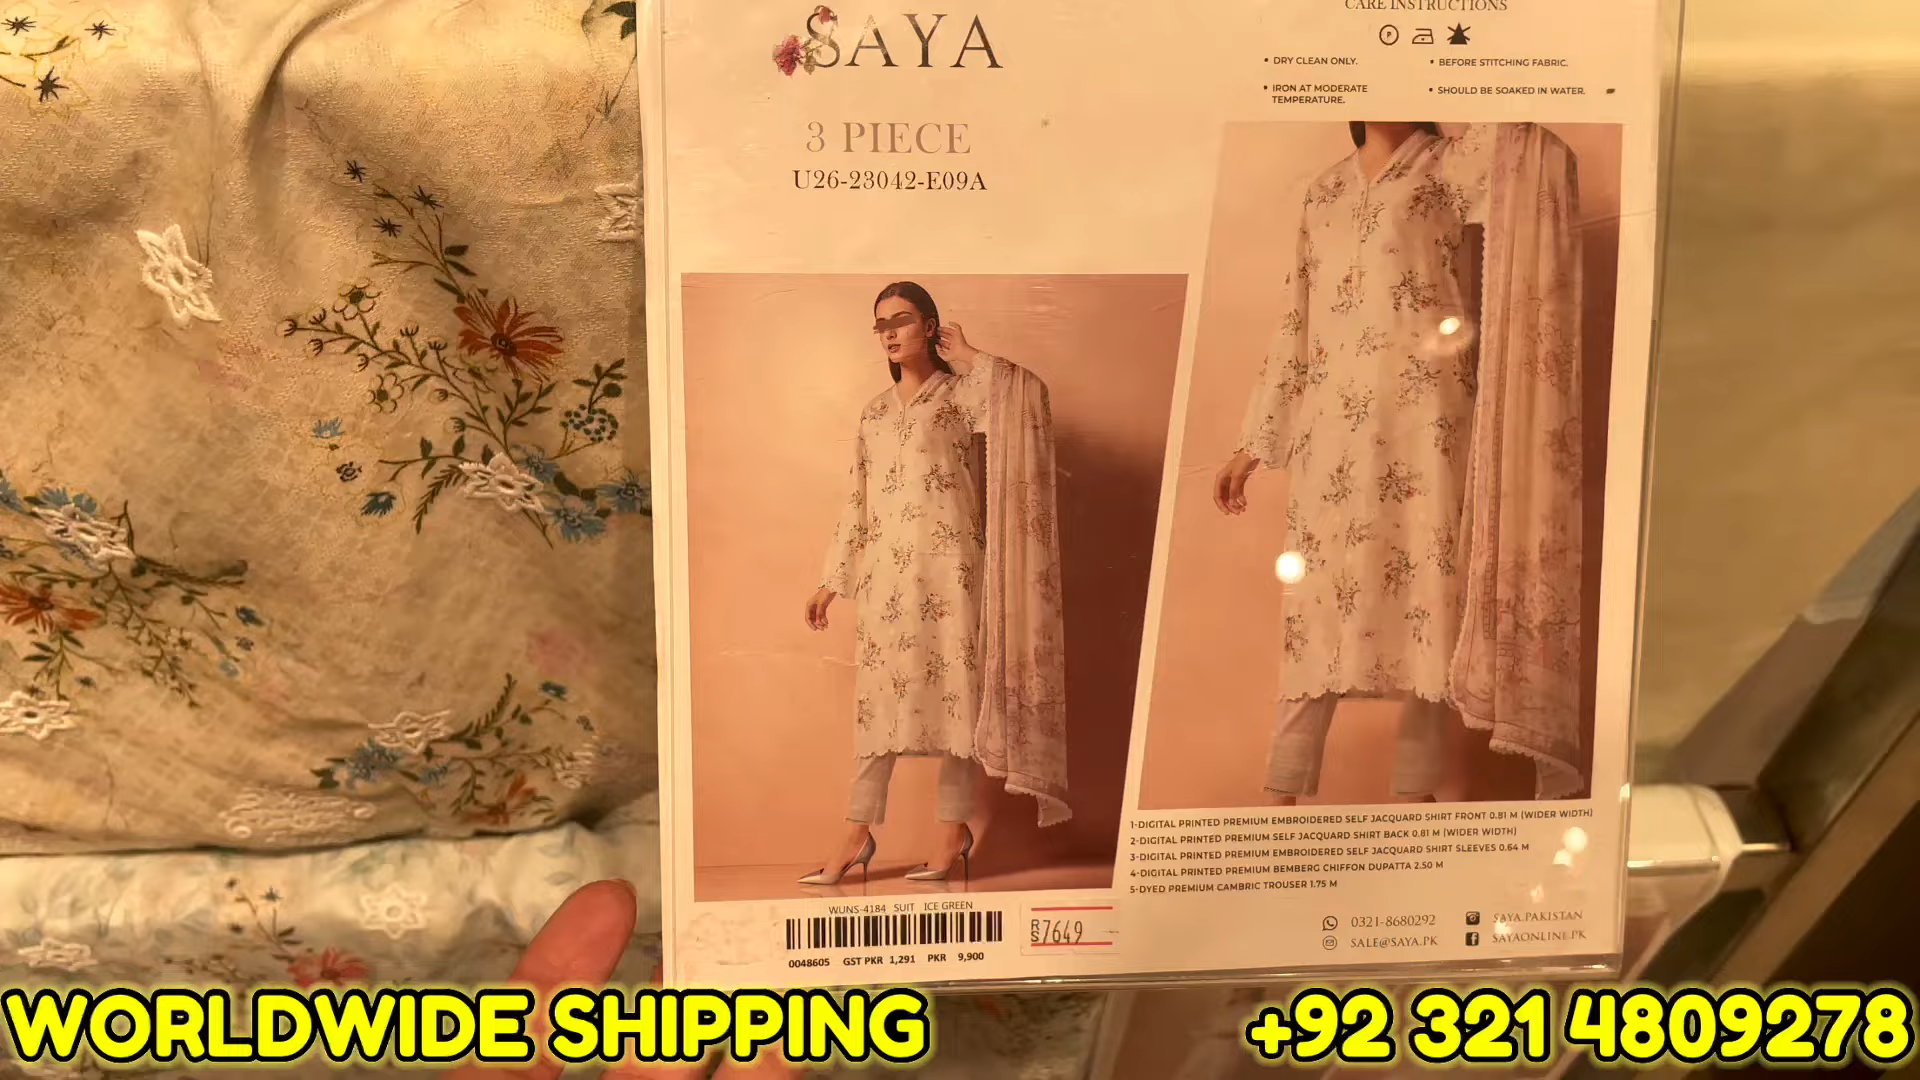 SAYA
3 PIECE
U26-23042-E09A
CARE INSTRUCTIONS
• DRY CLEAN ONLY.
• BEFORE STITCHING FABRIC.
• IRON AT MODERATE
TEMPERATURE.
• SHOULD BE SOAKED IN WATER.
1-DIGITAL PRINTED PREMIUM EMBROIDERED SELF JACQUARD SHIRT FRONT 0.81 M (WIDER WIDTH)
2-DIGITAL PRINTED PREMIUM SELF JACQUARD SHIRT BACK 0.81 M (WIDER WIDTH)
3-DIGITAL PRINTED PREMIUM EMBROIDERED SELF JACQUARD SHIRT SLEEVES 0.64 M
4-DIGITAL PRINTED PREMIUM BEMBERG CHIFFON DUPATTA 2.50 M
5-DYED PREMIUM CAMBRIC TROUSER 1.75 M
WUNS-4184 SUIT ICE GREEN
0048605 GST PKR 1,291 PKR 9,900
RS 7649
0321-8680292
SALE@SAYA.PK
SAYA.PAKISTAN
SAYAONLINE.PK
WORLDWIDE SHIPPING
+92 321 4809278